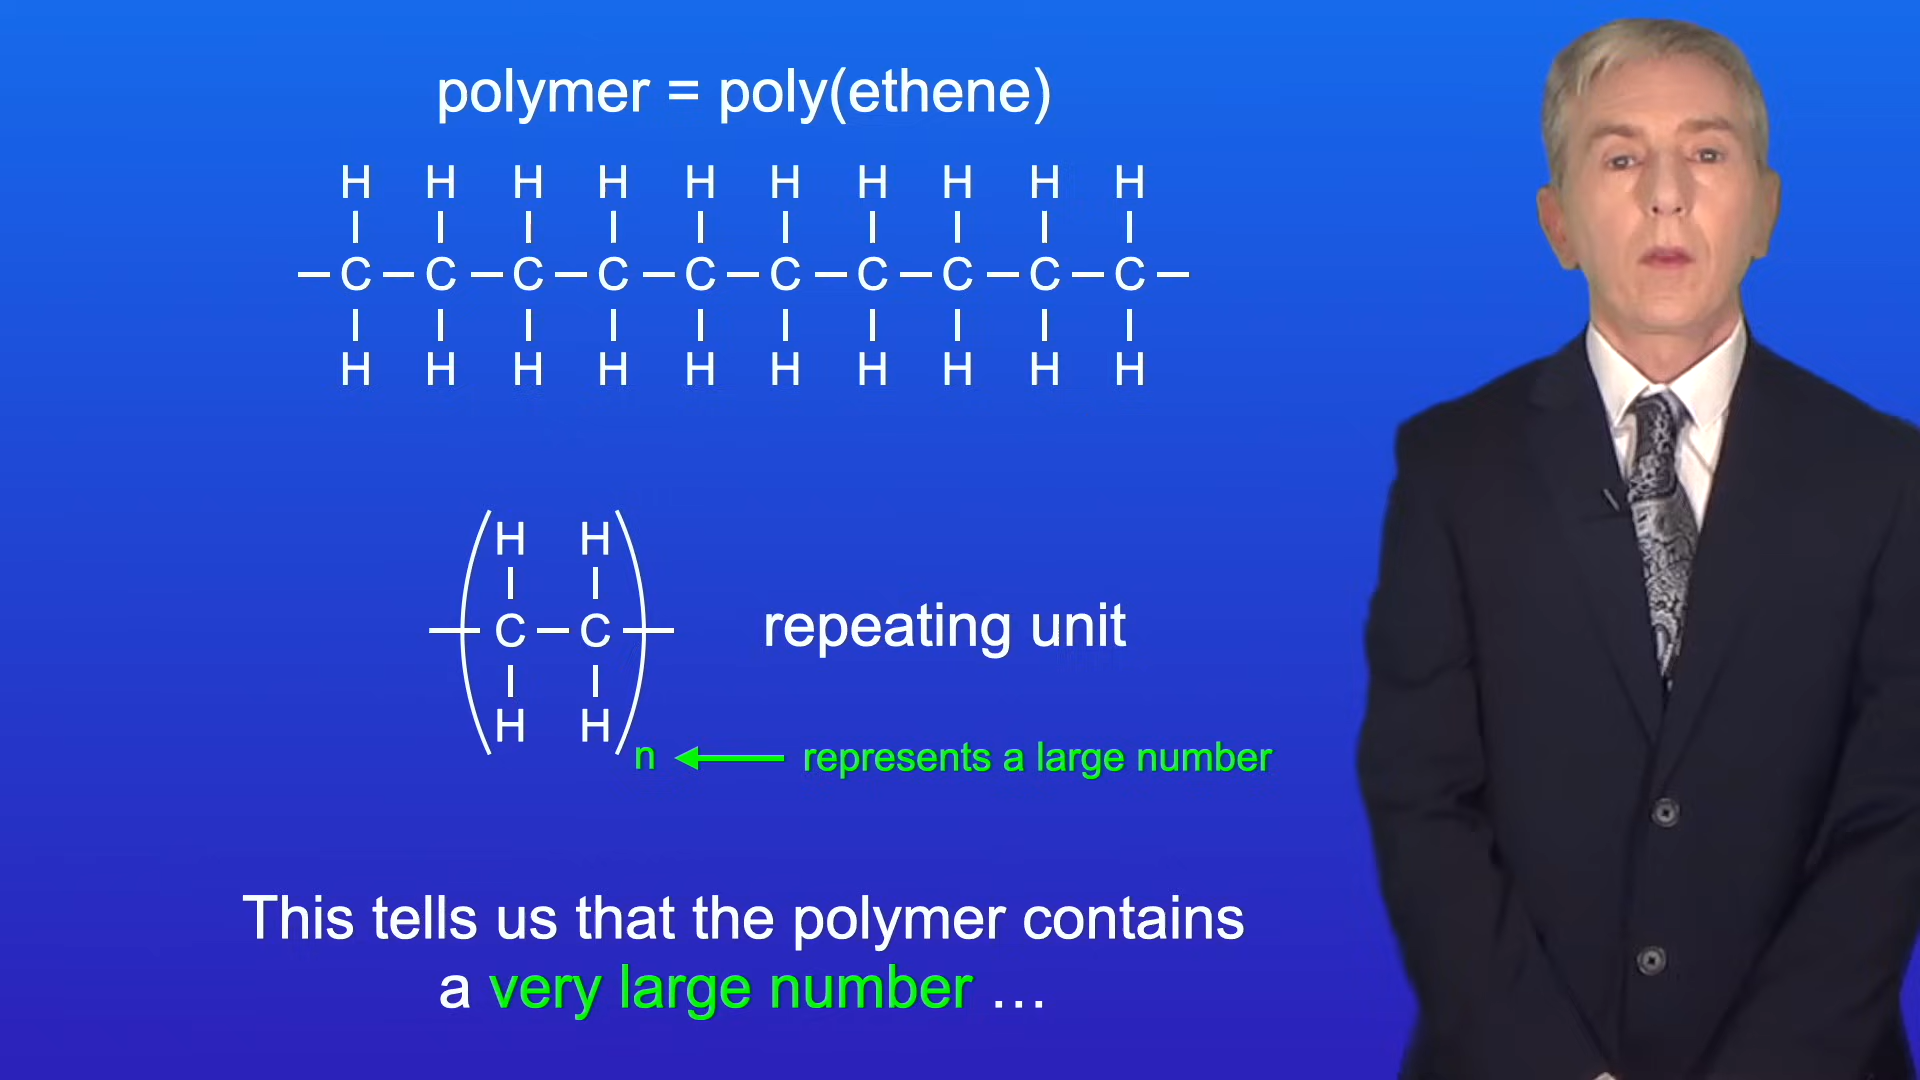 polymer = poly(ethene)
H H H H H H H H H H
C C C C C C C C C C
H H H H H H H H H H
H H
C C
repeating unit
H H
n
represents a large number
This tells us that the polymer contains
a very large number ...